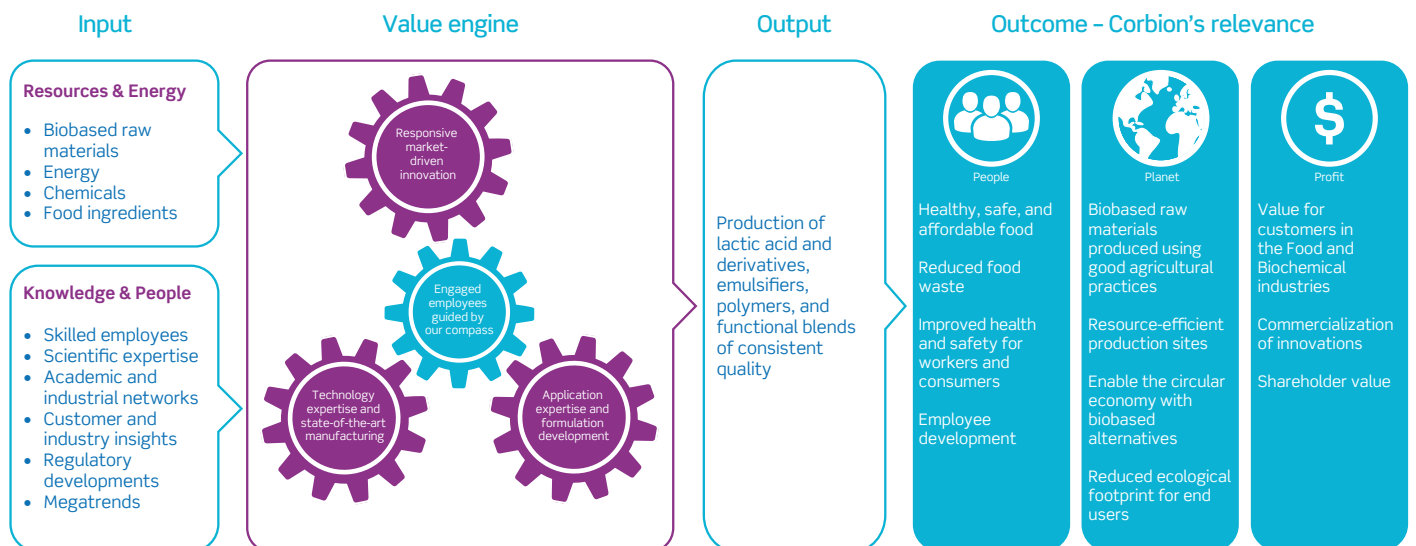 Input
Value engine
Output
Outcome – Corbion's relevance
Resources & Energy
• Biobased raw
materials
• Energy
• Chemicals
• Food ingredients
Knowledge & People
• Skilled employees
• Scientific expertise
• Academic and
industrial networks
• Customer and
industry insights
• Regulatory
developments
• Megatrends
Responsive
market-
driven
innovation
Engaged
employees
guided by
our compass
Technology
expertise and
state-of-the-art
manufacturing
Application
expertise and
formulation
development
Production of
lactic acid and
derivatives,
emulsifiers,
polymers, and
functional blends
of consistent
quality
People
Healthy, safe, and
affordable food
Reduced food
waste
Improved health
and safety for
workers and
consumers
Employee
development
Planet
Biobased raw
materials
produced using
good agricultural
practices
Resource-efficient
production sites
Enable the circular
economy with
biobased
alternatives
Reduced ecological
footprint for end
users
$
Profit
Value for
customers in
the Food and
Biochemical
industries
Commercialization
of innovations
Shareholder value